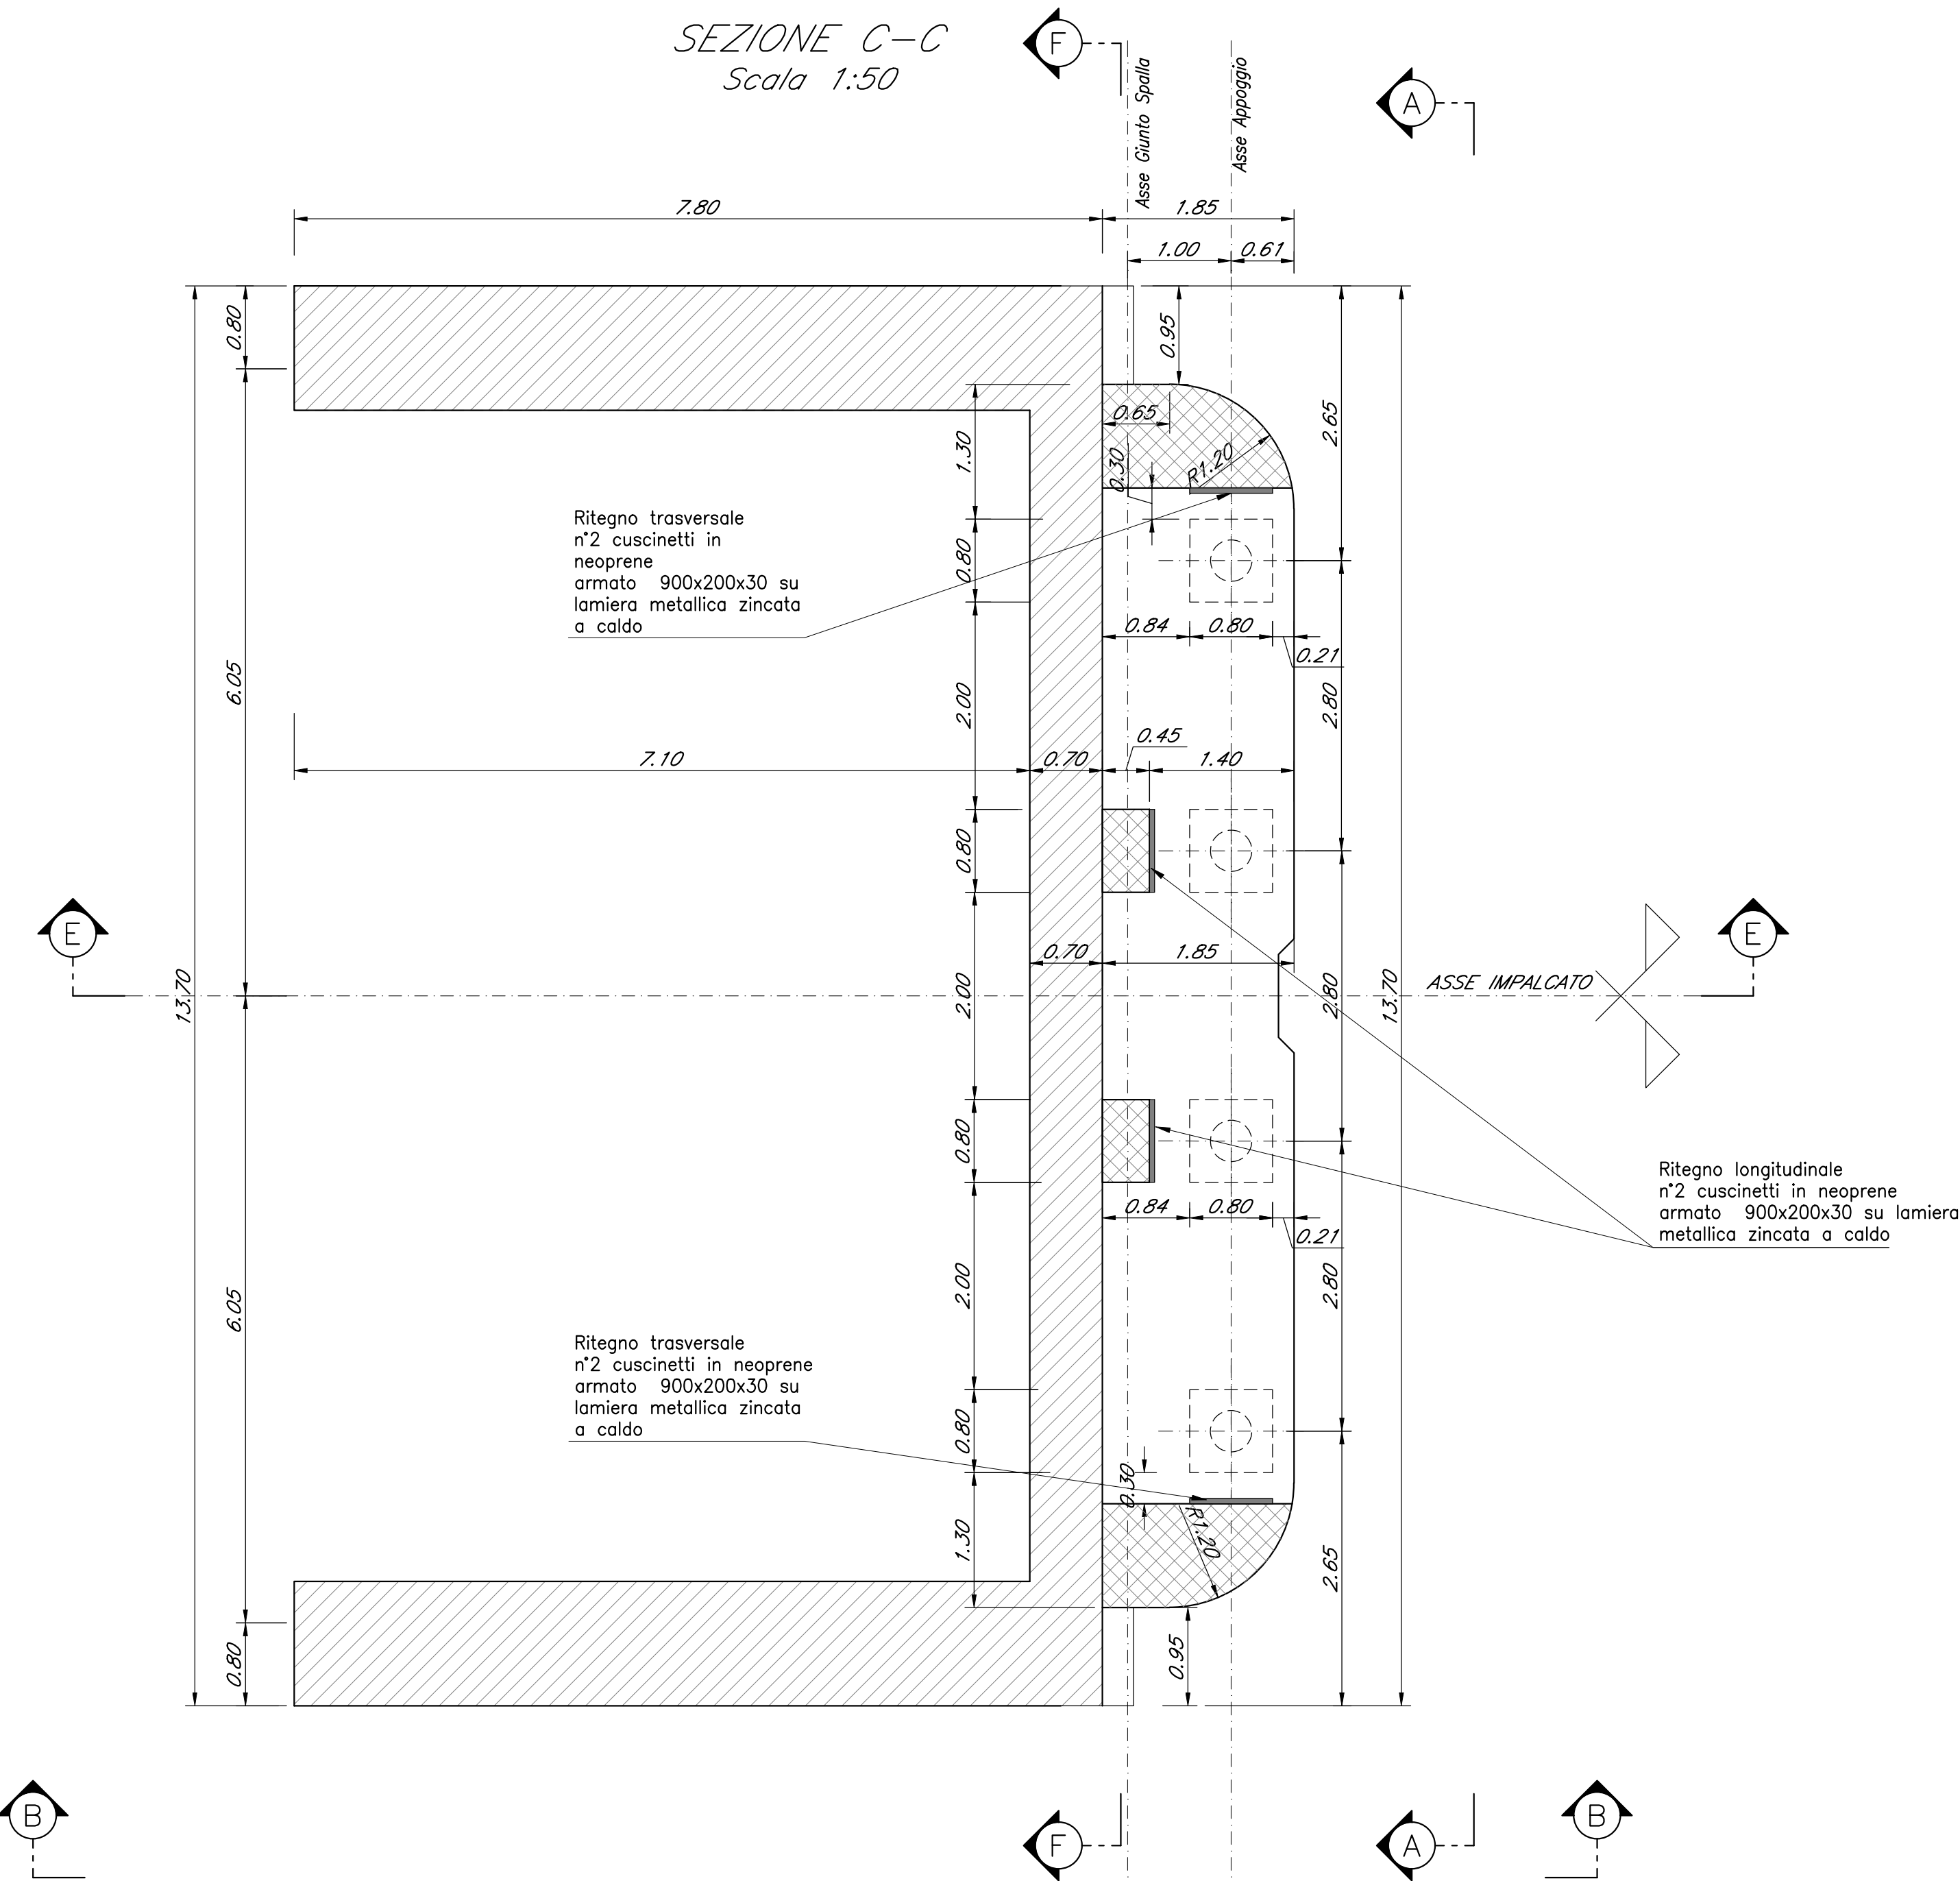 SEZIONE C-C
Scala 1:50
F
A
Asse Giunto Spalla
Asse Appoggio
7.80
1.85
1.00
0.61
0.80
0.95
2.65
0.65
1.30
0.30
R1.20
Ritegno trasversale
n°2 cuscinetti in
neoprene
armato 900x200x30 su
lamiera metallica zincata
a caldo
0.80
0.84
0.80
0.21
6.05
2.00
2.80
0.45
7.10
0.70
1.40
0.80
E
E
0.70
1.85
13.70
2.00
2.80
13.70
ASSE IMPALCATO
0.80
Ritegno longitudinale
n°2 cuscinetti in neoprene
armato 900x200x30 su lamiera
metallica zincata a caldo
0.84
0.80
0.21
6.05
2.00
2.80
Ritegno trasversale
n°2 cuscinetti in neoprene
armato 900x200x30 su
lamiera metallica zincata
a caldo
0.80
0.30
1.30
R1.20
2.65
0.80
0.95
B
F
A
B